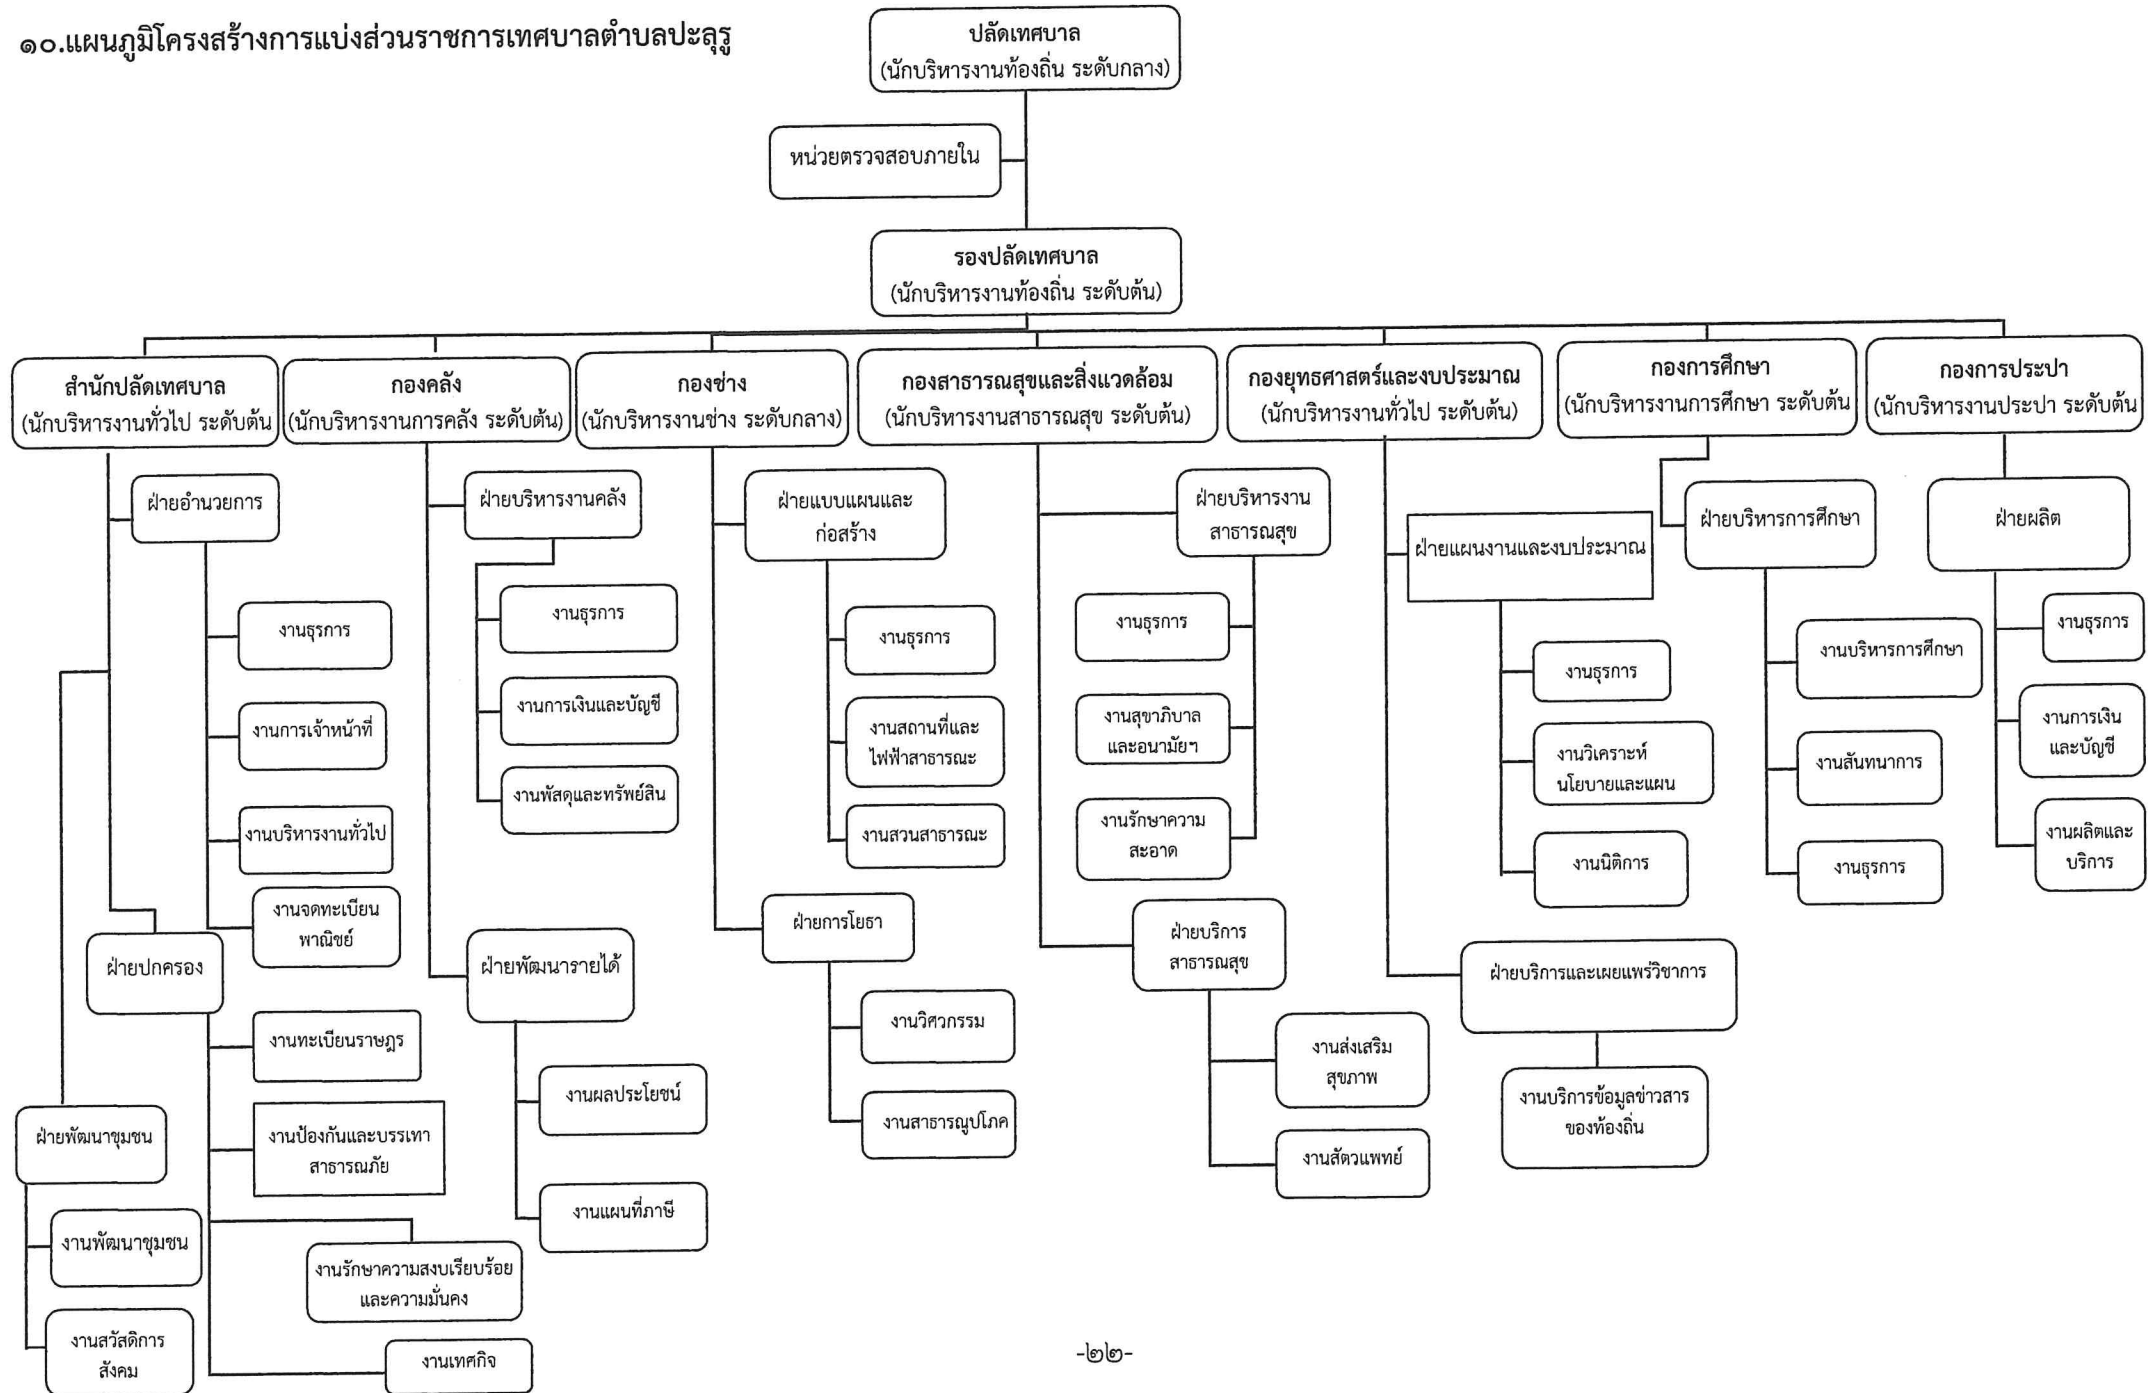 ๑๐.แผนภูมิโครงสร้างการแบ่งส่วนราชการเทศบาลตำบลปะลุรู
ปลัดเทศบาล
(นักบริหารงานท้องถิ่น ระดับกลาง)
หน่วยตรวจสอบภายใน
รองปลัดเทศบาล
(นักบริหารงานท้องถิ่น ระดับต้น)
สำนักปลัดเทศบาล
(นักบริหารงานทั่วไป ระดับต้น
กองคลัง
(นักบริหารงานการคลัง ระดับต้น)
กองช่าง
(นักบริหารงานช่าง ระดับกลาง)
กองสาธารณสุขและสิ่งแวดล้อม
(นักบริหารงานสาธารณสุข ระดับต้น)
กองยุทธศาสตร์และงบประมาณ
(นักบริหารงานทั่วไป ระดับต้น)
กองการศึกษา
(นักบริหารงานการศึกษา ระดับต้น
กองการประปา
(นักบริหารงานประปา ระดับต้น
ฝ่ายอำนวยการ
งานธุรการ
งานการเจ้าหน้าที่
งานบริหารงานทั่วไป
งานจดทะเบียน
พาณิชย์
ฝ่ายปกครอง
งานทะเบียนราษฎร
งานป้องกันและบรรเทา
สาธารณภัย
งานรักษาความสงบเรียบร้อย
และความมั่นคง
งานเทศกิจ
ฝ่ายพัฒนาชุมชน
งานพัฒนาชุมชน
งานสวัสดิการ
สังคม
ฝ่ายบริหารงานคลัง
งานธุรการ
งานการเงินและบัญชี
งานพัสดุและทรัพย์สิน
ฝ่ายพัฒนารายได้
งานผลประโยชน์
งานแผนที่ภาษี
ฝ่ายแบบแผนและ
ก่อสร้าง
งานธุรการ
งานสถานที่และ
ไฟฟ้าสาธารณะ
งานสวนสาธารณะ
ฝ่ายการโยธา
งานวิศวกรรม
งานสาธารณูปโภค
ฝ่ายบริหารงาน
สาธารณสุข
งานธุรการ
งานสุขาภิบาล
และอนามัยฯ
งานรักษาความ
สะอาด
ฝ่ายบริการ
สาธารณสุข
งานส่งเสริม
สุขภาพ
งานสัตวแพทย์
ฝ่ายแผนงานและงบประมาณ
งานธุรการ
งานวิเคราะห์
นโยบายและแผน
งานนิติการ
ฝ่ายบริการและเผยแพร่วิชาการ
งานบริการข้อมูลข่าวสาร
ของท้องถิ่น
ฝ่ายบริหารการศึกษา
งานบริหารการศึกษา
งานสันทนาการ
งานธุรการ
ฝ่ายผลิต
งานธุรการ
งานการเงิน
และบัญชี
งานผลิตและ
บริการ
-๒๒-